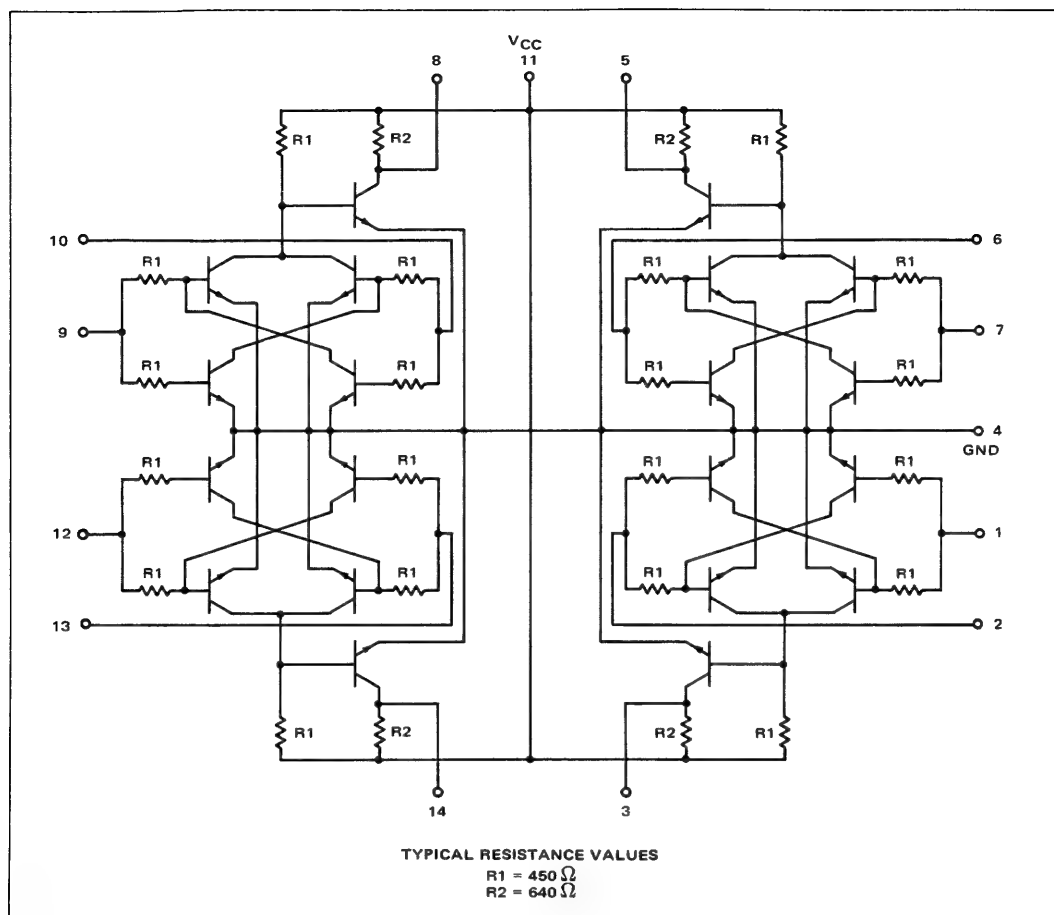 VCC
8 11 5
R1 R2 R2 R1
10 6
R1 R1 R1 R1
9 7
R1 R1 R1 R1
4
GND
R1 R1 R1 R1
12 1
R1 R1 R1 R1
13 2
R1 R2 R2 R1
14 3
TYPICAL RESISTANCE VALUES
R1 = 450 Ω
R2 = 640 Ω